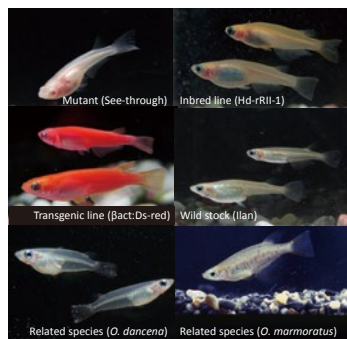 Mutant (See-through)
Inbred line (Hd-rRII-1)
Transgenic line (βact:Ds-red)
Wild stock (Ilan)
Related species (O. dancena)
Related species (O. marmoratus)